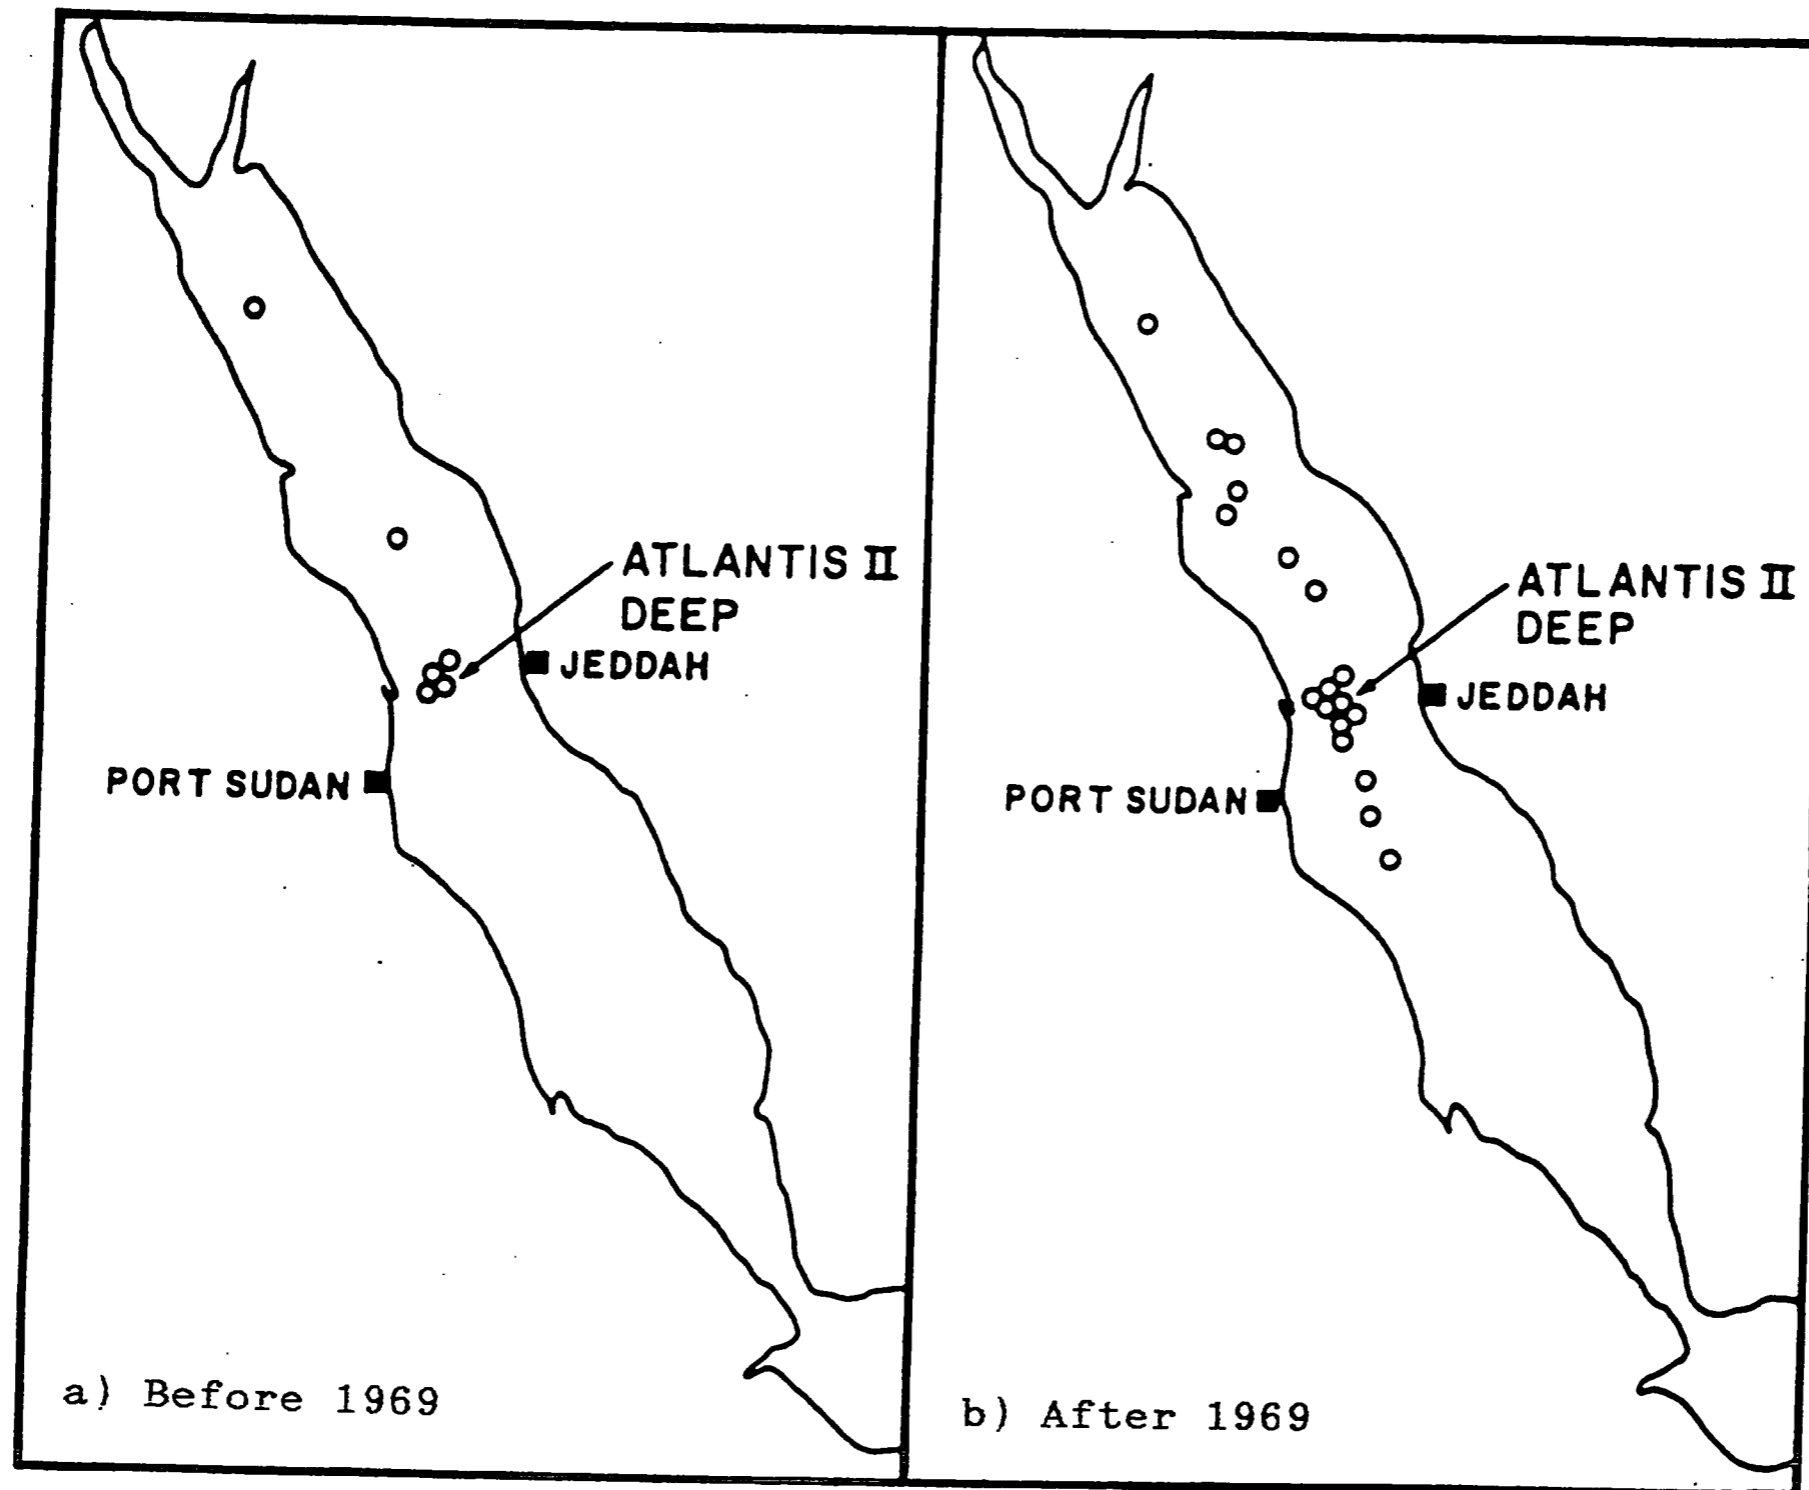 ATLANTIS II
DEEP
JEDDAH
PORT SUDAN
a) Before 1969
ATLANTIS II
DEEP
JEDDAH
PORT SUDAN
b) After 1969